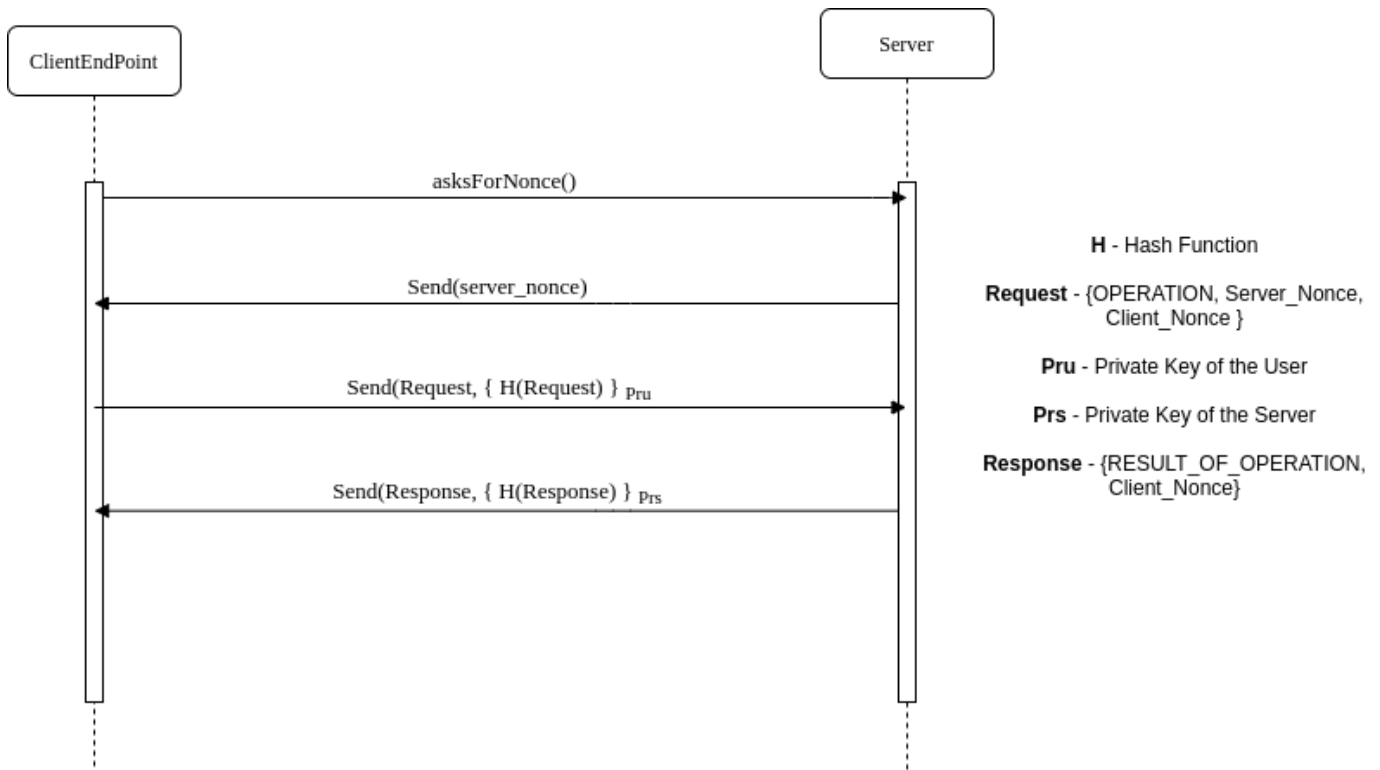 ClientEndPoint
Server
asksForNonce()
Send(server_nonce)
Send(Request, { H(Request) } Pru
Send(Response, { H(Response) } Prs
H - Hash Function
Request - {OPERATION, Server_Nonce,
Client_Nonce }
Pru - Private Key of the User
Prs - Private Key of the Server
Response - {RESULT_OF_OPERATION,
Client_Nonce}